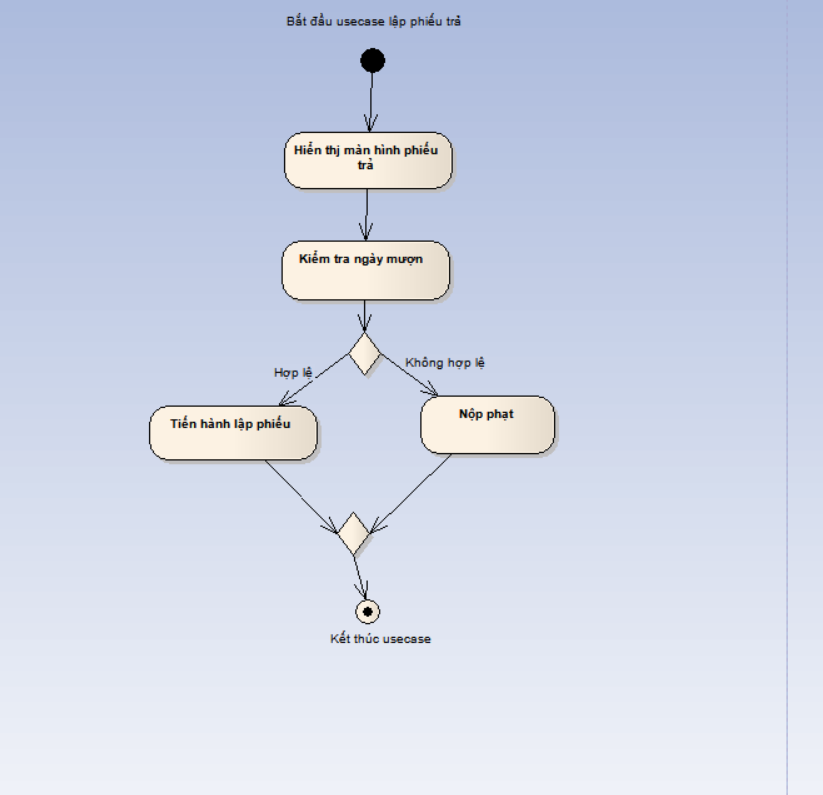 Bắt đầu usecase lập phiếu trả
Hiển thị màn hình phiếu
trả
Kiểm tra ngày mượn
Hợp lệ
Không hợp lệ
Tiến hành lập phiếu
Nộp phạt
Kết thúc usecase